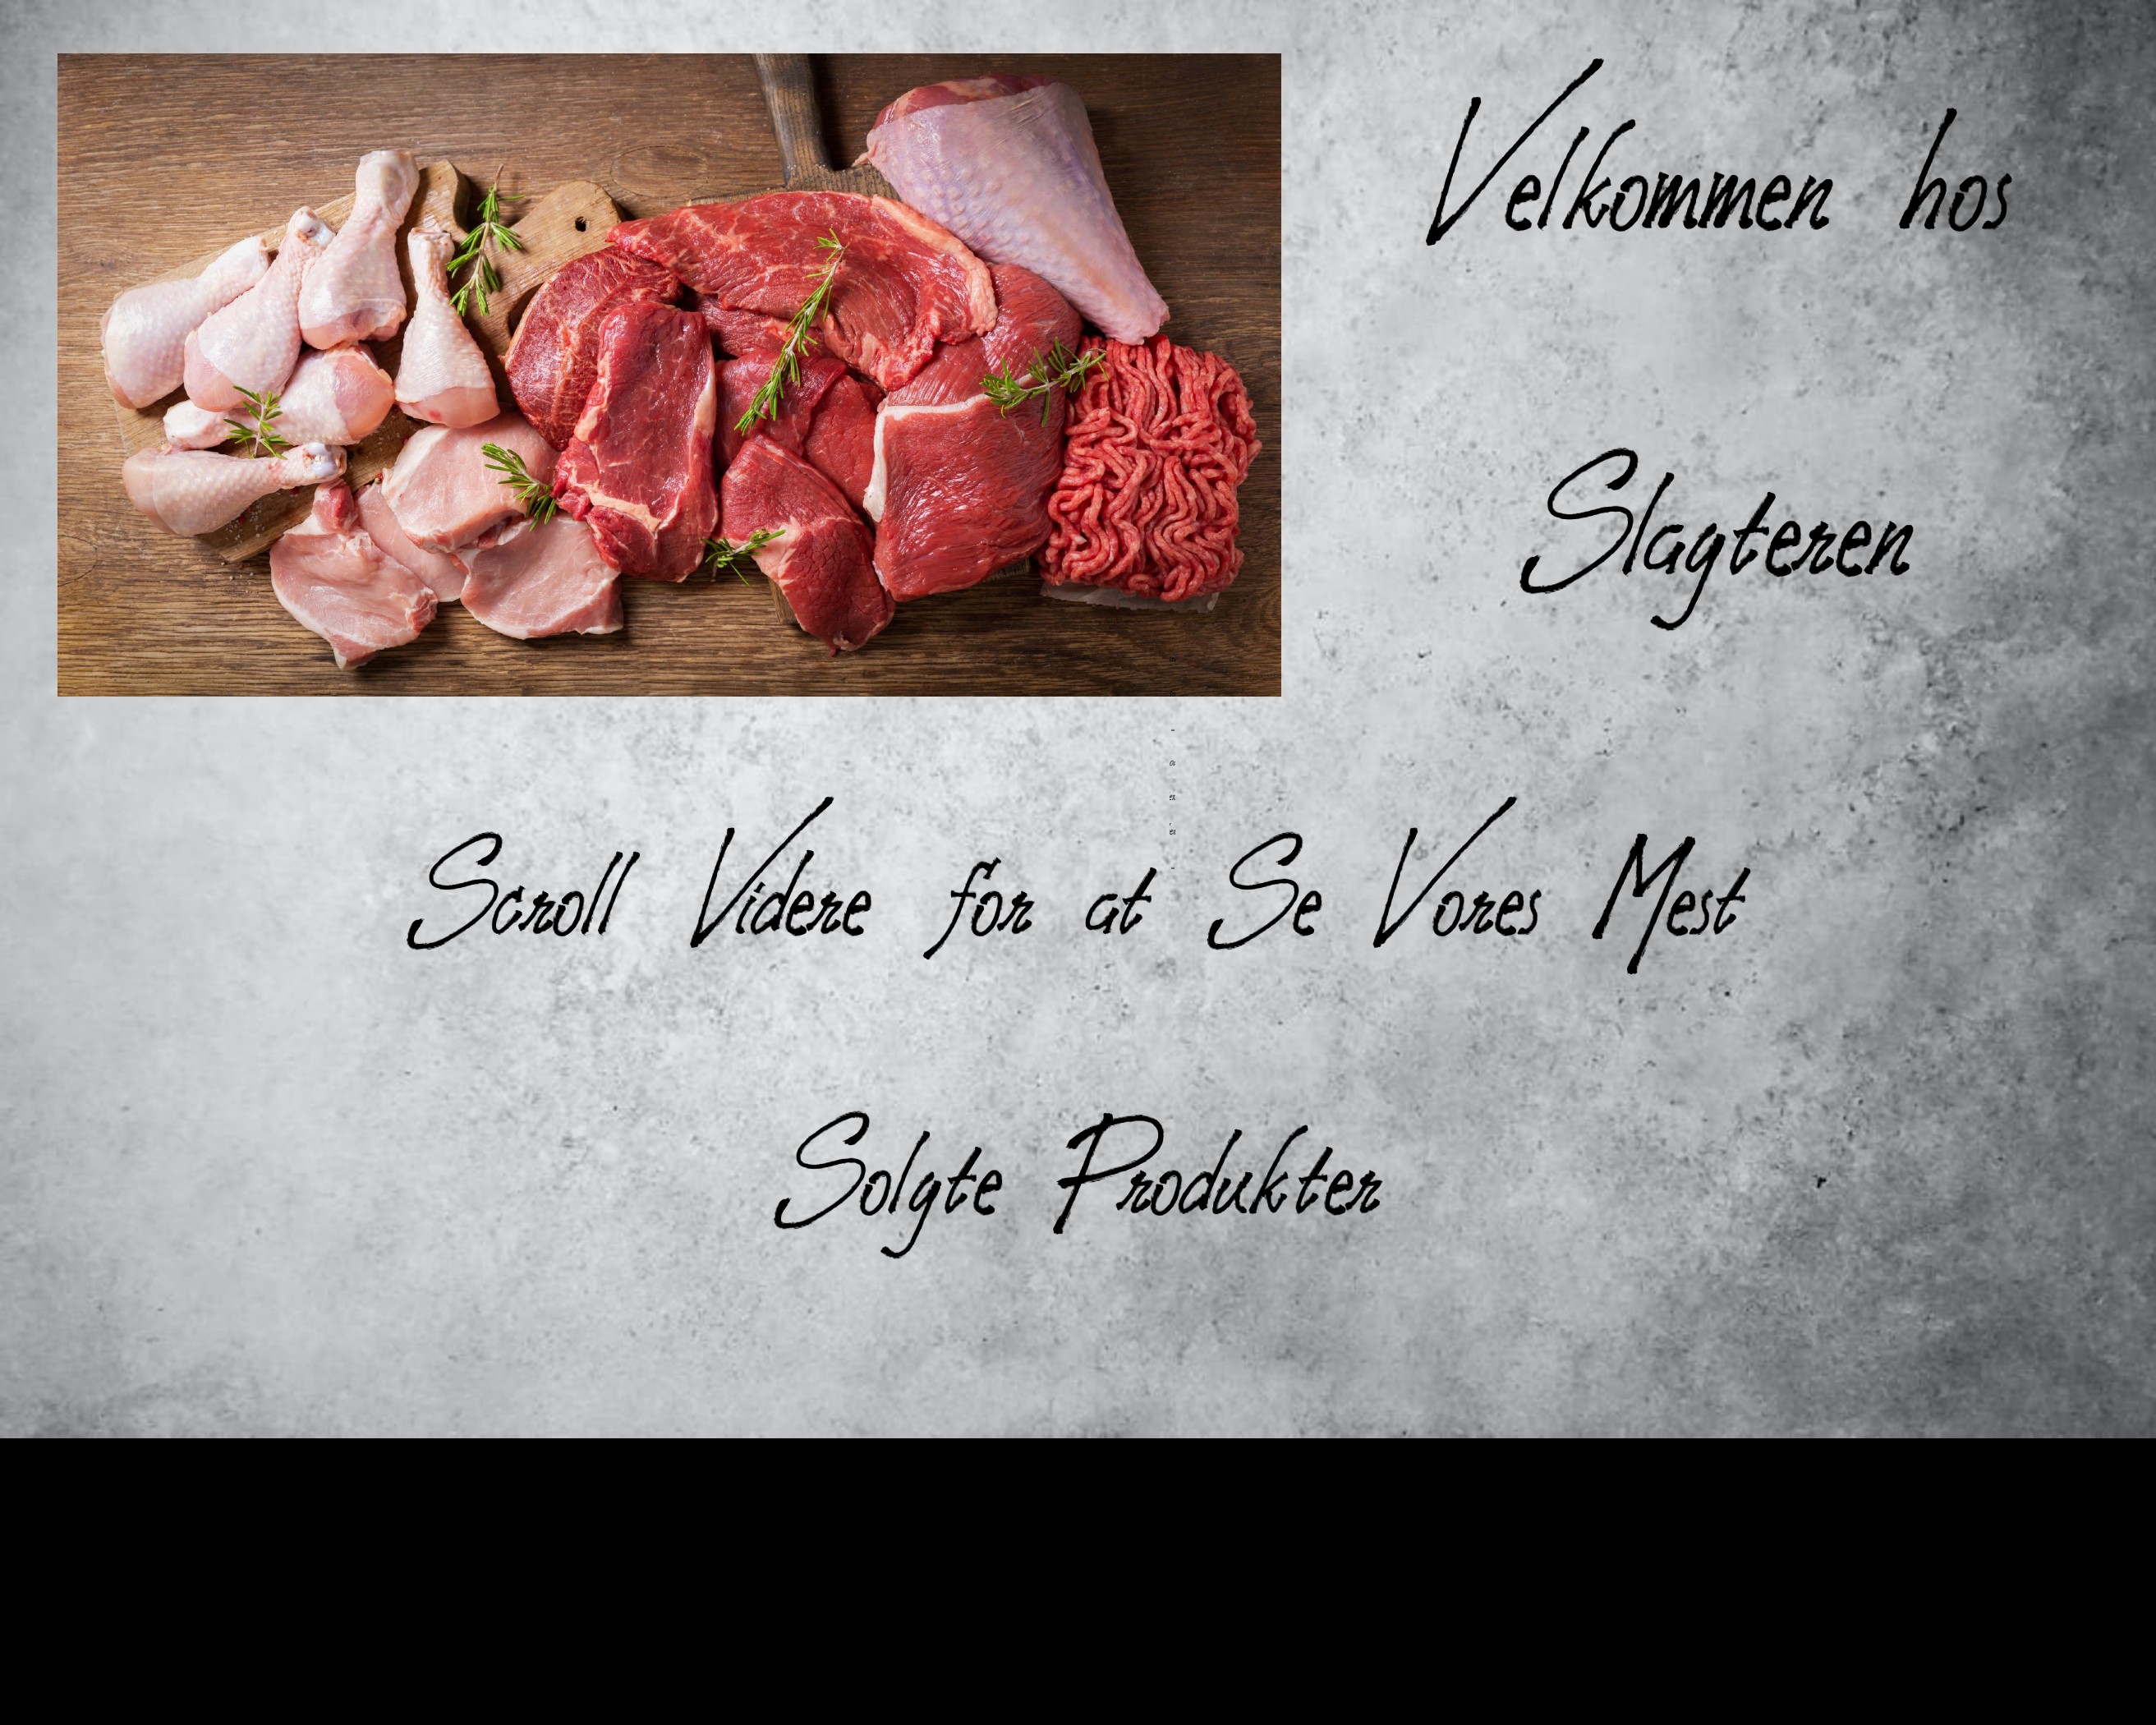 Velkommen hos
Slagteren
Scroll Videre for at Se Vores Mest
Solgte Produkter